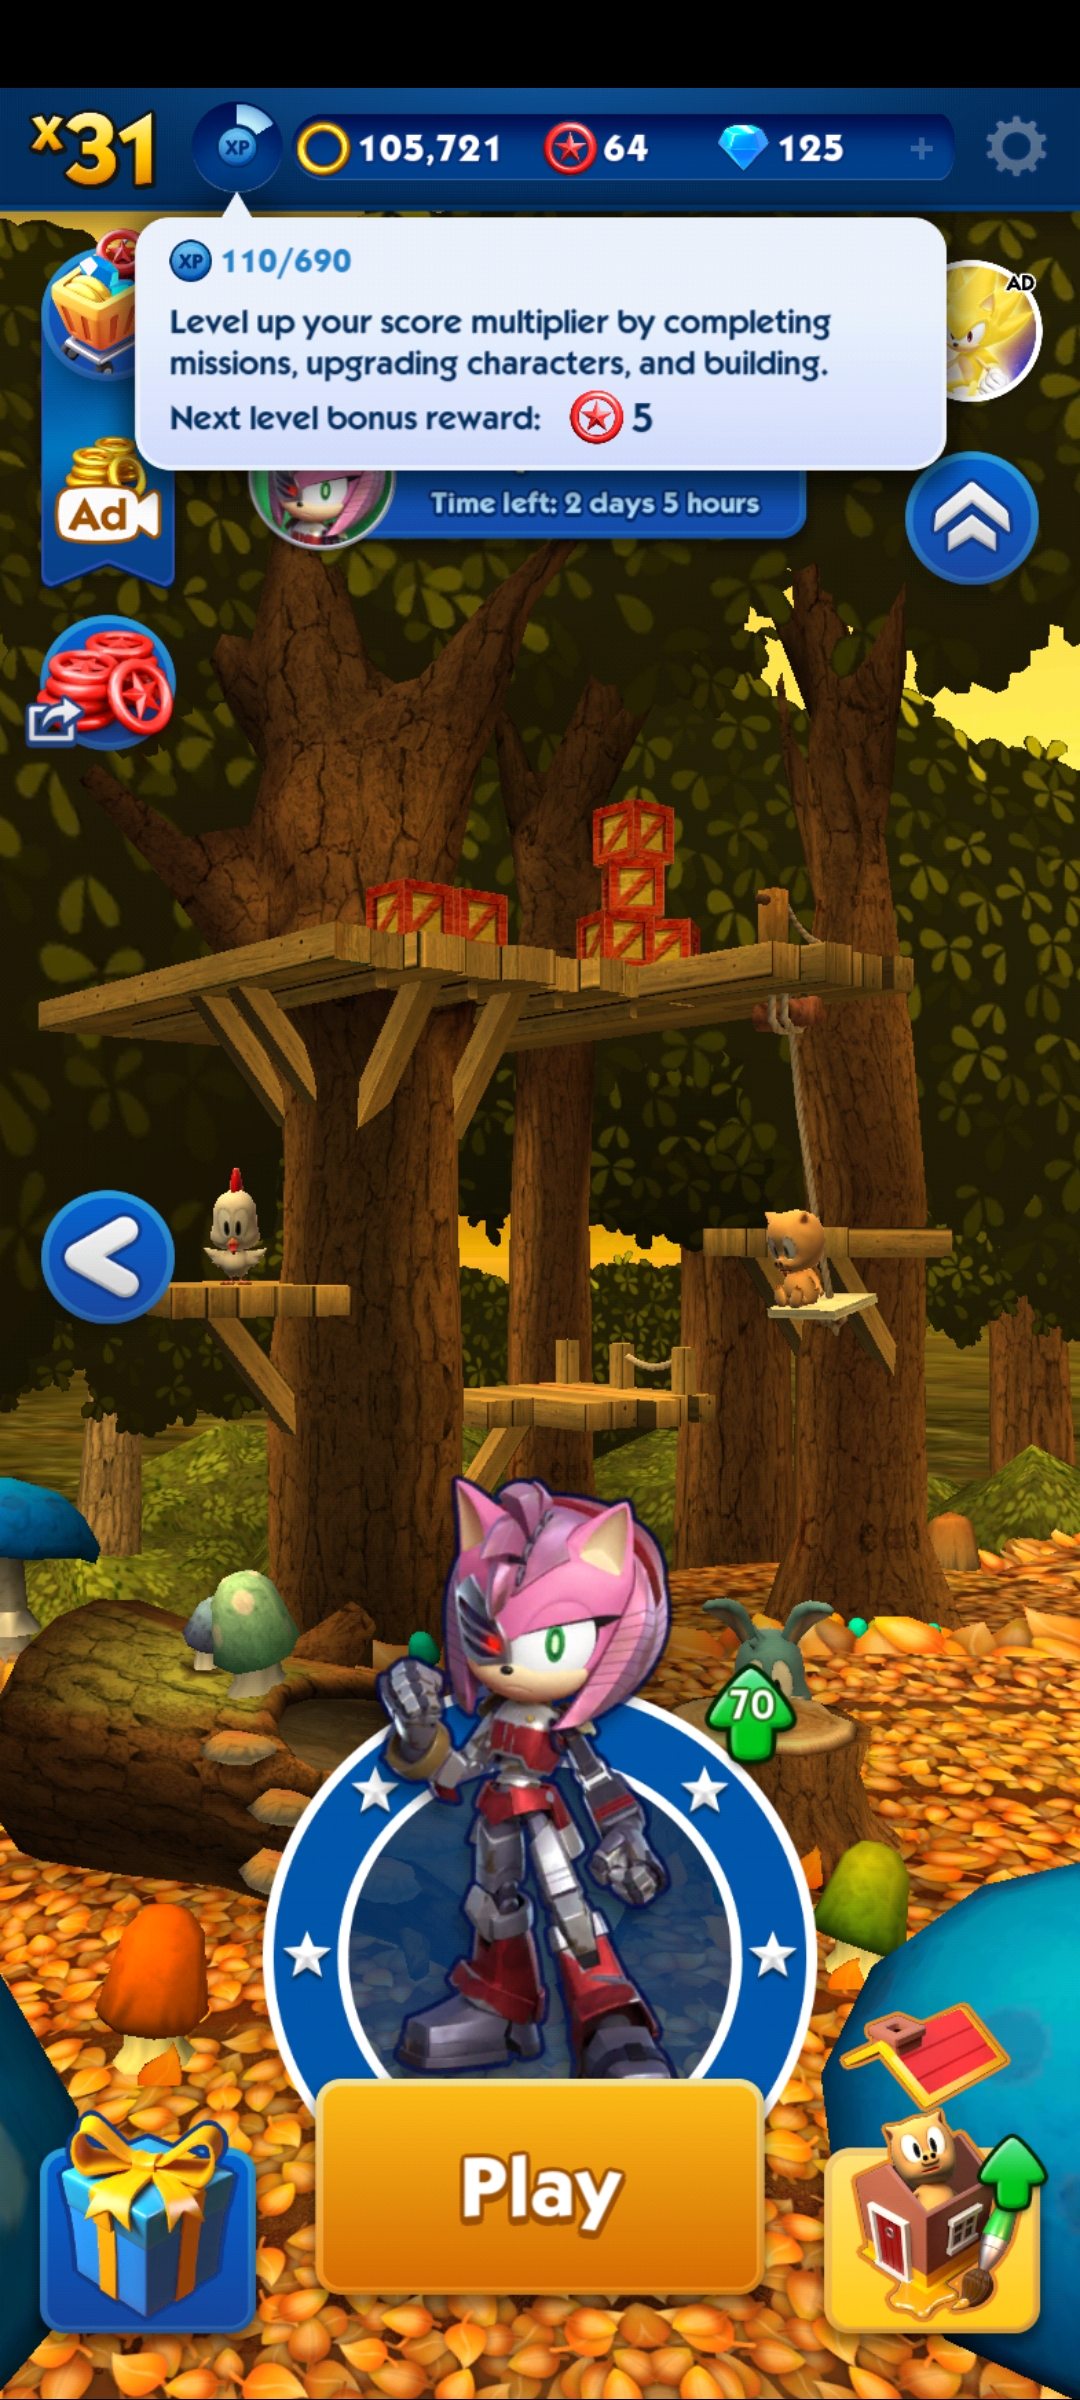 x31
XP
105,721
64
125
+
XP 110/690
Level up your score multiplier by completing
missions, upgrading characters, and building.
Next level bonus reward: 5
AD
Time left: 2 days 5 hours
Ad
70
Play